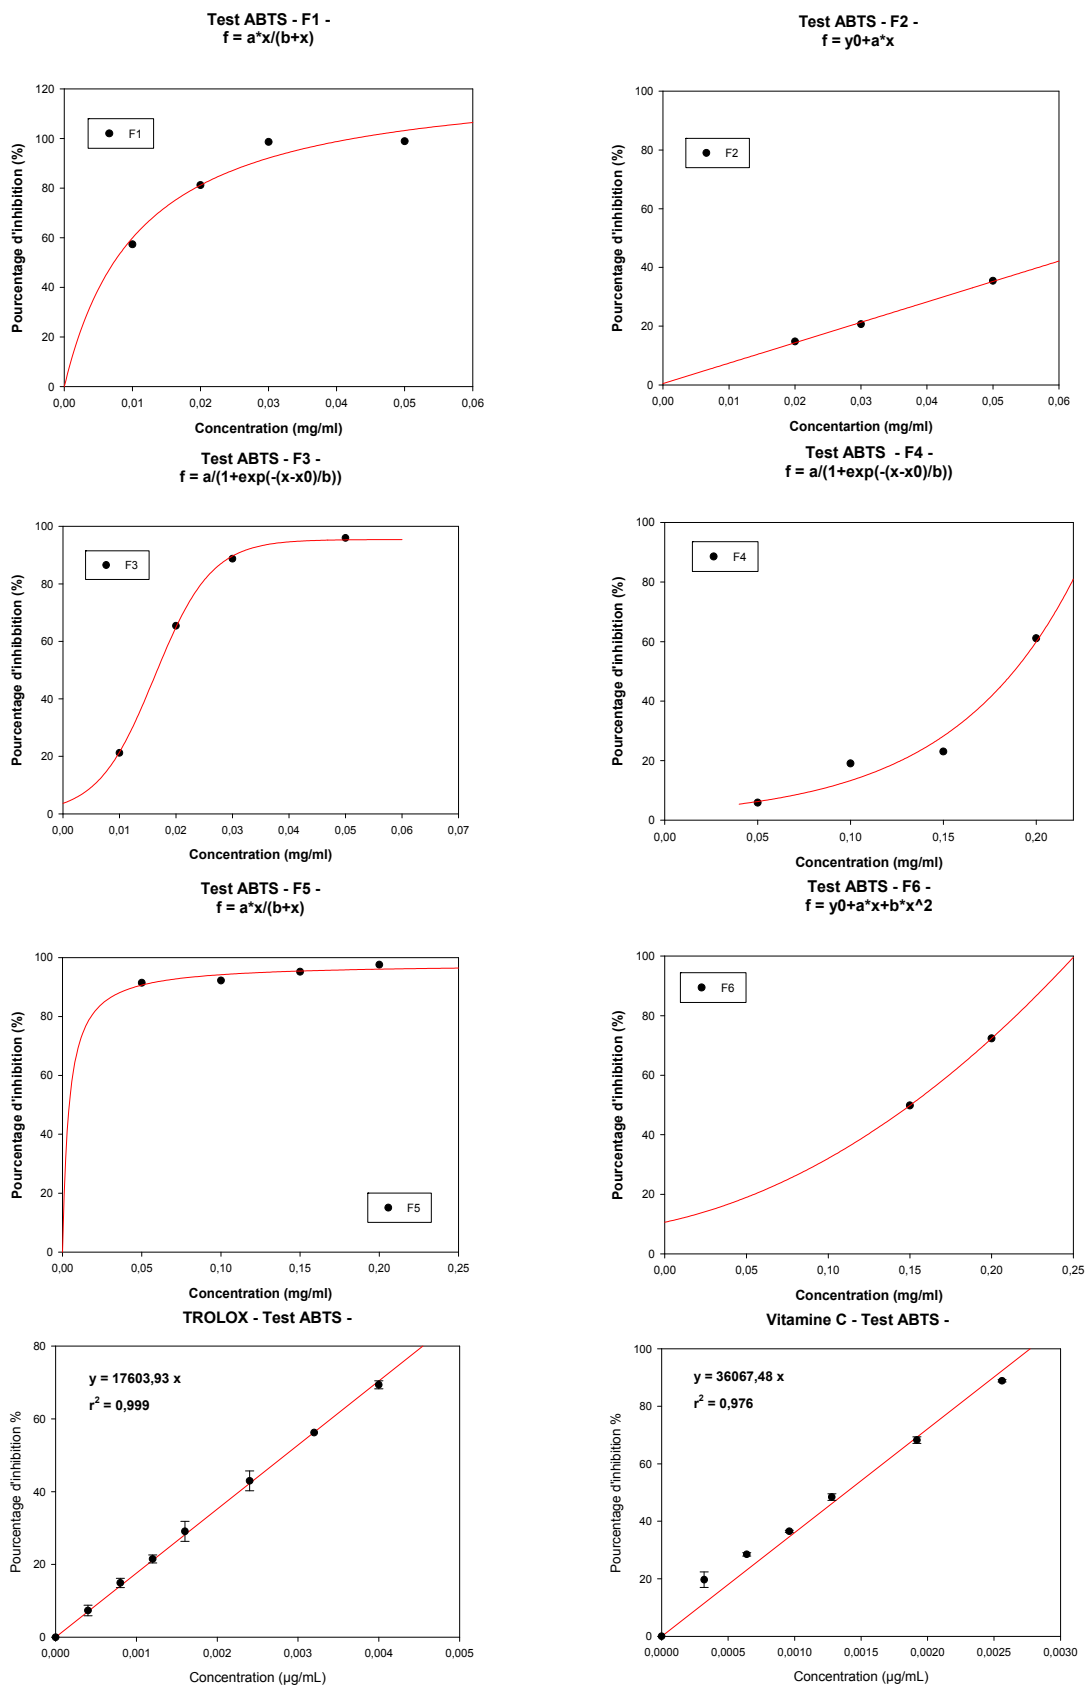 Test ABTS - F1 -
f = a*x/(b+x)
Pourcentage d'inhibition (%)
120
100
80
60
40
20
0
F1
0,00 0,01 0,02 0,03 0,04 0,05 0,06
Concentration (mg/ml)
Test ABTS - F2 -
f = y0+a*x
Pourcentage d'inhibition (%)
100
80
60
40
20
0
F2
0,00 0,01 0,02 0,03 0,04 0,05 0,06
Concentartion (mg/ml)
Test ABTS - F3 -
f = a/(1+exp(-(x-x0)/b))
Pourcentage d'inhibbition (%)
100
80
60
40
20
0
F3
0,00 0,01 0,02 0,03 0,04 0,05 0,06 0,07
Concentration (mg/ml)
Test ABTS - F4 -
f = a/(1+exp(-(x-x0)/b))
Pourcentage d'inhibition (%)
100
80
60
40
20
0
F4
0,00 0,05 0,10 0,15 0,20
Concentration (mg/ml)
Test ABTS - F5 -
f = a*x/(b+x)
Pourcentage d'inhibition (%)
100
80
60
40
20
0
F5
0,00 0,05 0,10 0,15 0,20 0,25
Concentration (mg/ml)
Test ABTS - F6 -
f = y0+a*x+b*x^2
Pourcentage d'inhibition (%)
100
80
60
40
20
0
F6
0,00 0,05 0,10 0,15 0,20 0,25
Concentration (mg/ml)
TROLOX - Test ABTS -
Pourcentage d'inhibition %
80
60
40
20
0
y = 17603,93 x
r² = 0,999
0,000 0,001 0,002 0,003 0,004 0,005
Concentration (µg/mL)
Vitamine C - Test ABTS -
Pourcentage d'inhibition %
100
80
60
40
20
0
y = 36067,48 x
r² = 0,976
0,0000 0,0005 0,0010 0,0015 0,0020 0,0025 0,0030
Concentration (µg/mL)